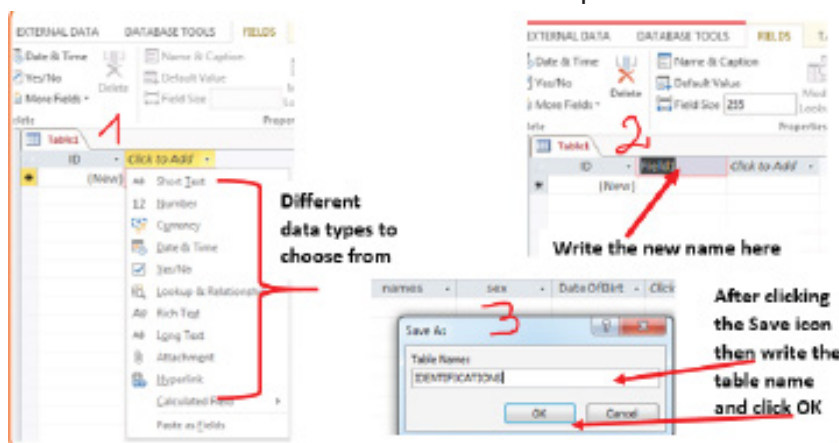 EXTERNAL DATA DATABASE TOOLS FIELDS
Date & Time
Yes/No
More Fields
Delete
Name & Caption
Default Value
Field Size
1
Table1
ID Click to Add
(New)
AB Short Text
12 Number
Currency
Date & Time
Yes/No
Lookup & Relationsh
Rich Text
AB Long Text
Attachment
Hyperlink
Calculated Field
Paste as Fields
Different
data types to
choose from
EXTERNAL DATA DATABASE TOOLS FIELDS
Date & Time
Yes/No
More Fields
Delete
Name & Caption
Default Value
Field Size 255
Properties
2
Table1
ID Field1 Click to Add
(New)
Write the new name here
names sex DateOfBirt Click
3
Save As
Table Name:
IDENTIFICATIONS
OK Cancel
After clicking
the Save icon
then write the
table name
and click OK